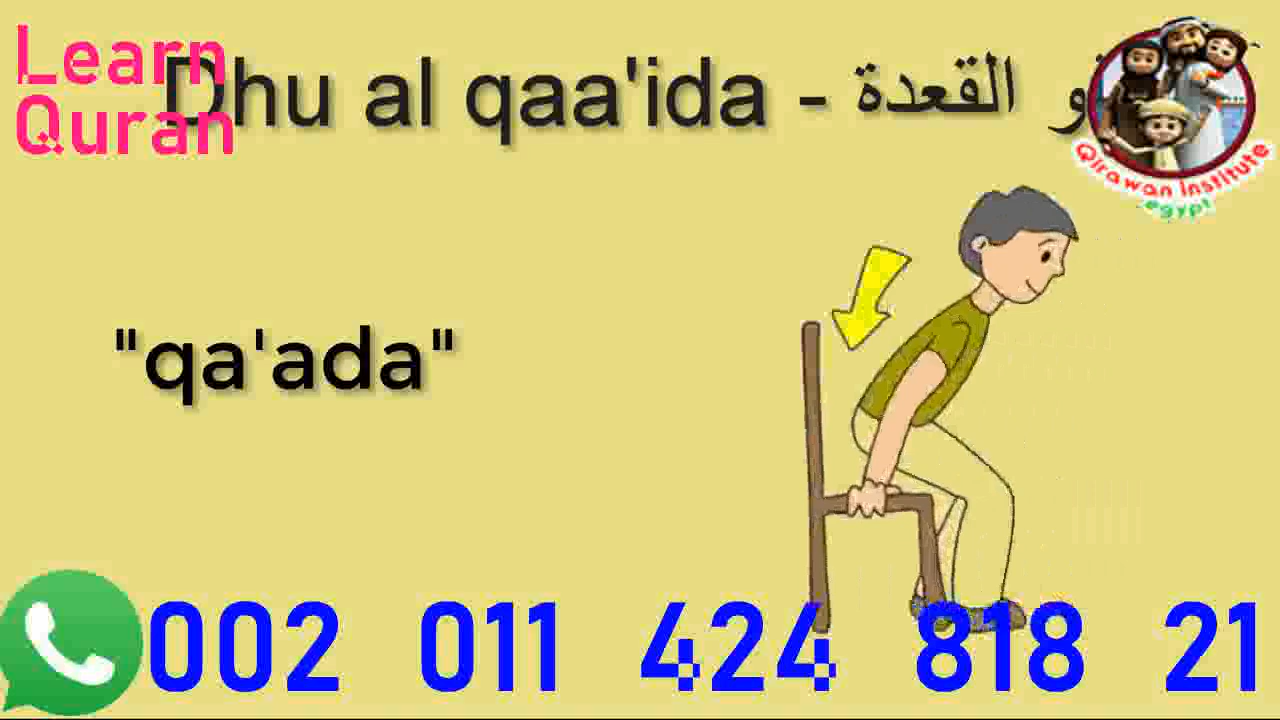 Learn
Quran
Dhu al qaa'ida - و القعدة
Qirawan Institute
egypt
"qa'ada"
002 011 424 818 21